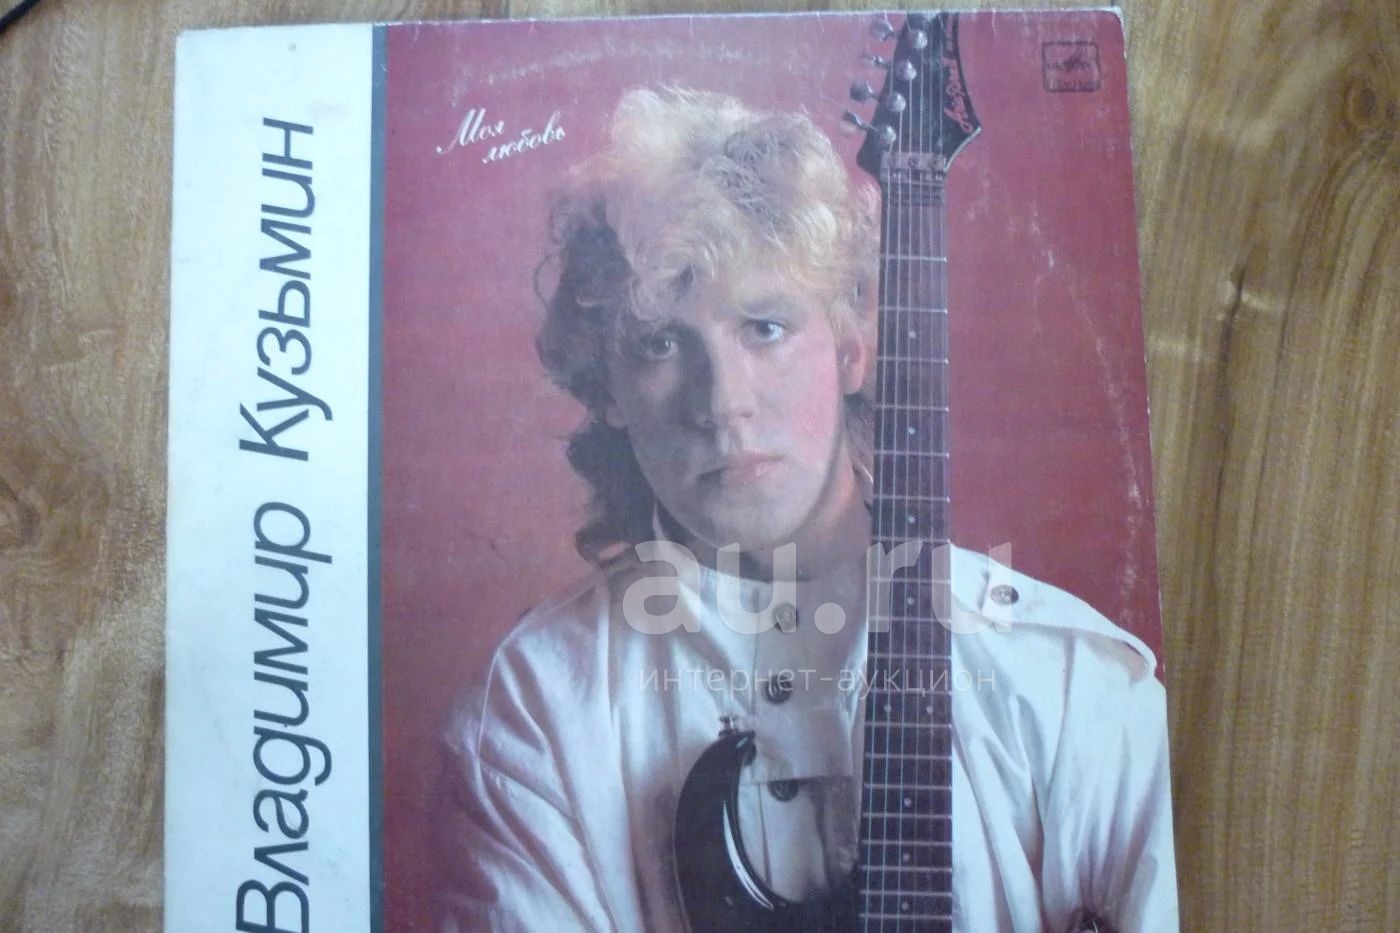 Владимир Кузьмин
Моя
любовь
au.ru
интернет-аукцион